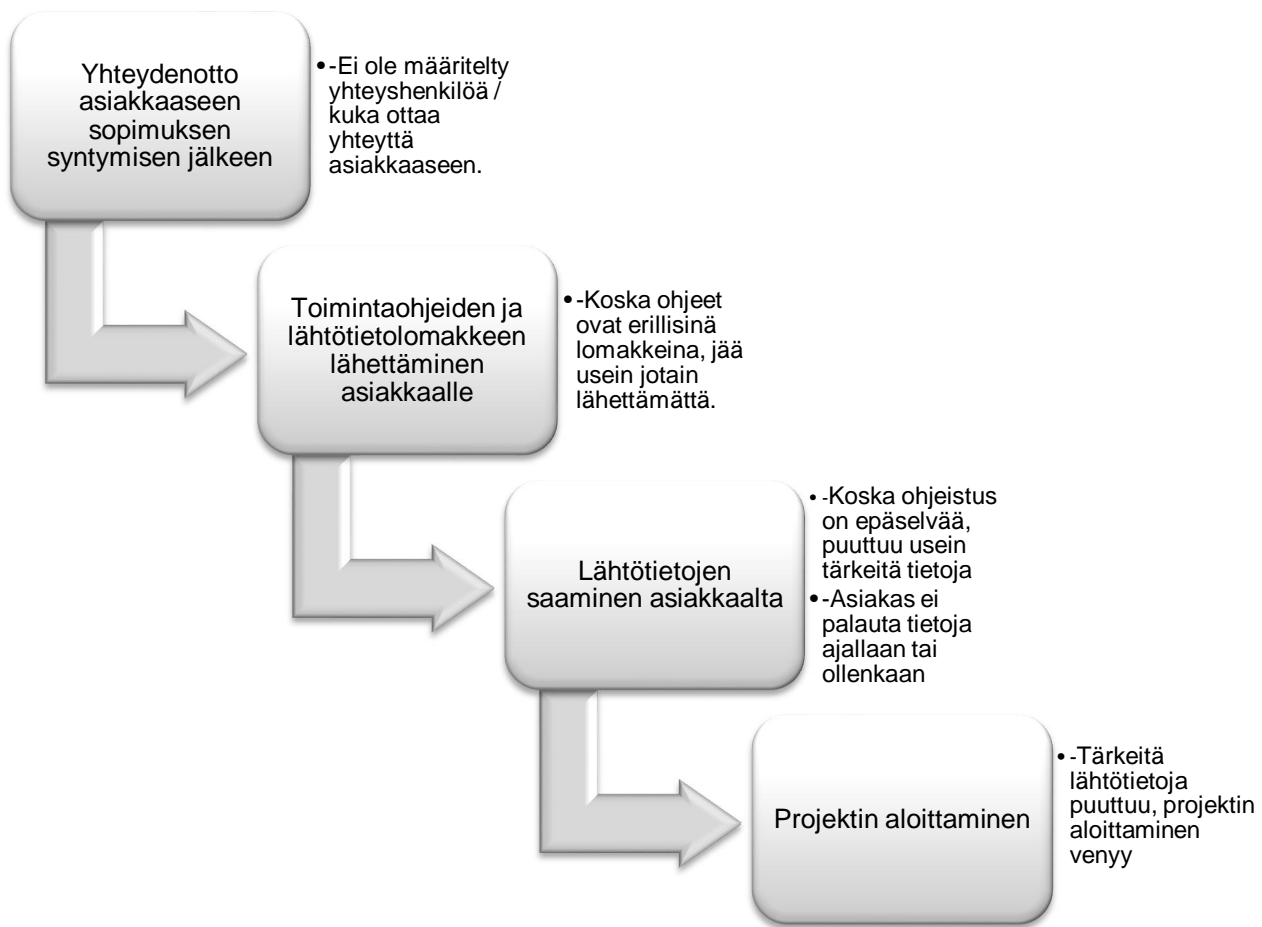 Yhteydenotto
asiakkaaseen
sopimuksen
syntymisen jälkeen
•-Ei ole määritelty
yhteyshenkilöä /
kuka ottaa
yhteyttä
asiakkaaseen.
Toimintaohjeiden ja
lähtötietolomakkeen
lähettäminen
asiakkaalle
•-Koska ohjeet
ovat erillisinä
lomakkeina, jää
usein jotain
lähettämättä.
Lähtötietojen
saaminen asiakkaalta
• -Koska ohjeistus
on epäselvää,
puuttuu usein
tärkeitä tietoja
•-Asiakas ei
palauta tietoja
ajallaan tai
ollenkaan
Projektin aloittaminen
•-Tärkeitä
lähtötietoja
puuttuu, projektin
aloittaminen
venyy